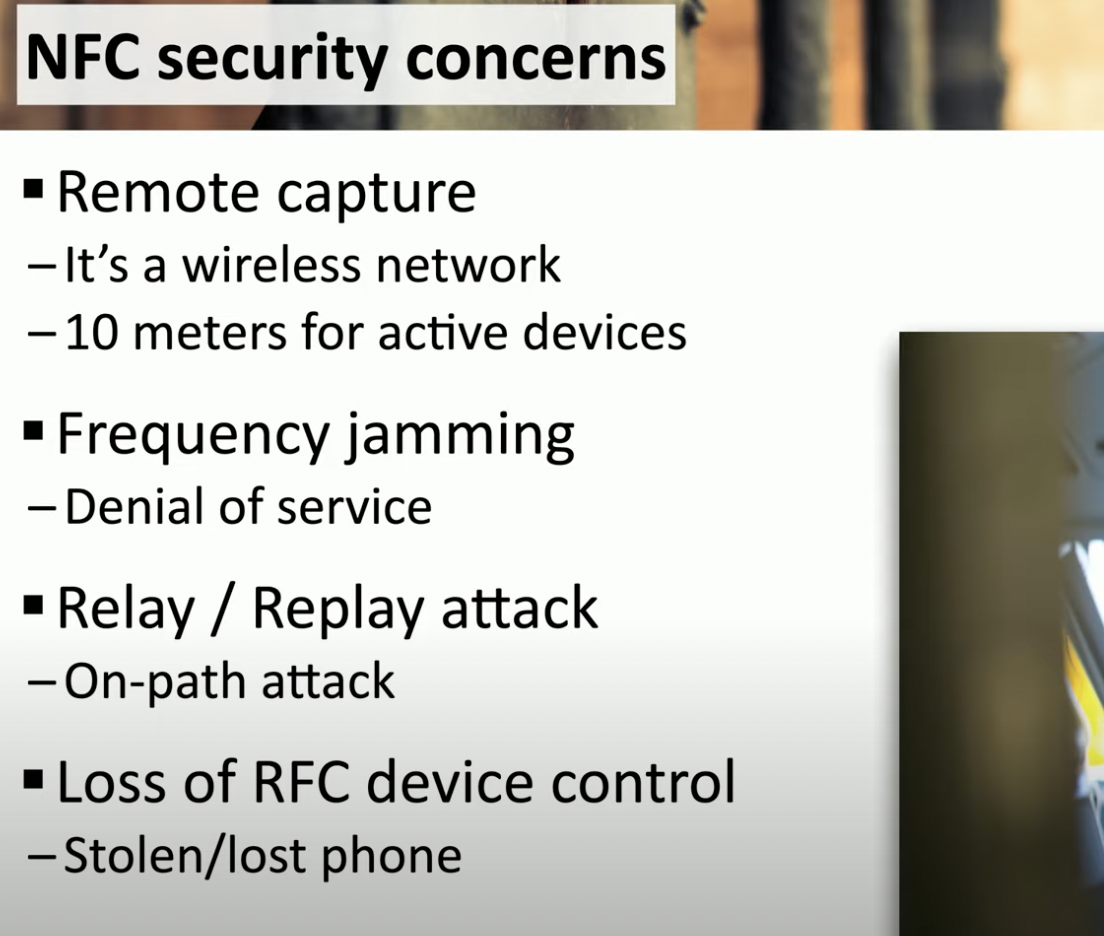 NFC security concerns
▪ Remote capture
– It’s a wireless network
– 10 meters for active devices
▪ Frequency jamming
– Denial of service
▪ Relay / Replay attack
– On-path attack
▪ Loss of RFC device control
– Stolen/lost phone